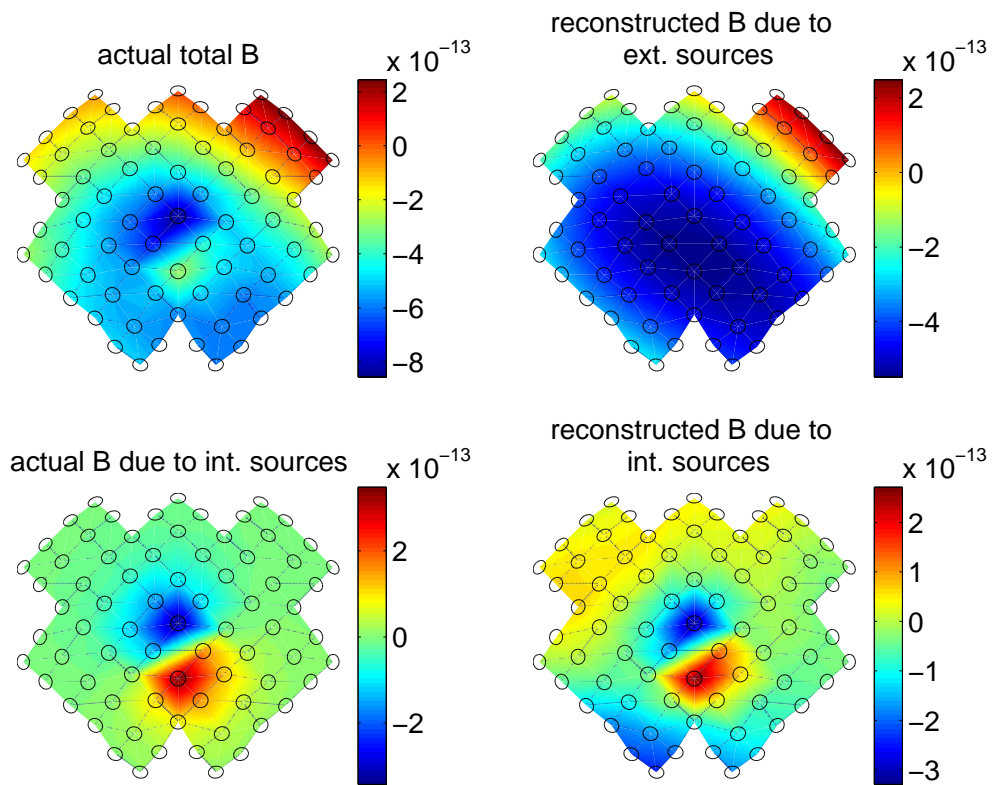 actual total B
x 10−13
2
0
−2
−4
−6
−8
reconstructed B due to
ext. sources
x 10−13
2
0
−2
−4
actual B due to int. sources
x 10−13
2
0
−2
reconstructed B due to
int. sources
x 10−13
2
1
0
−1
−2
−3